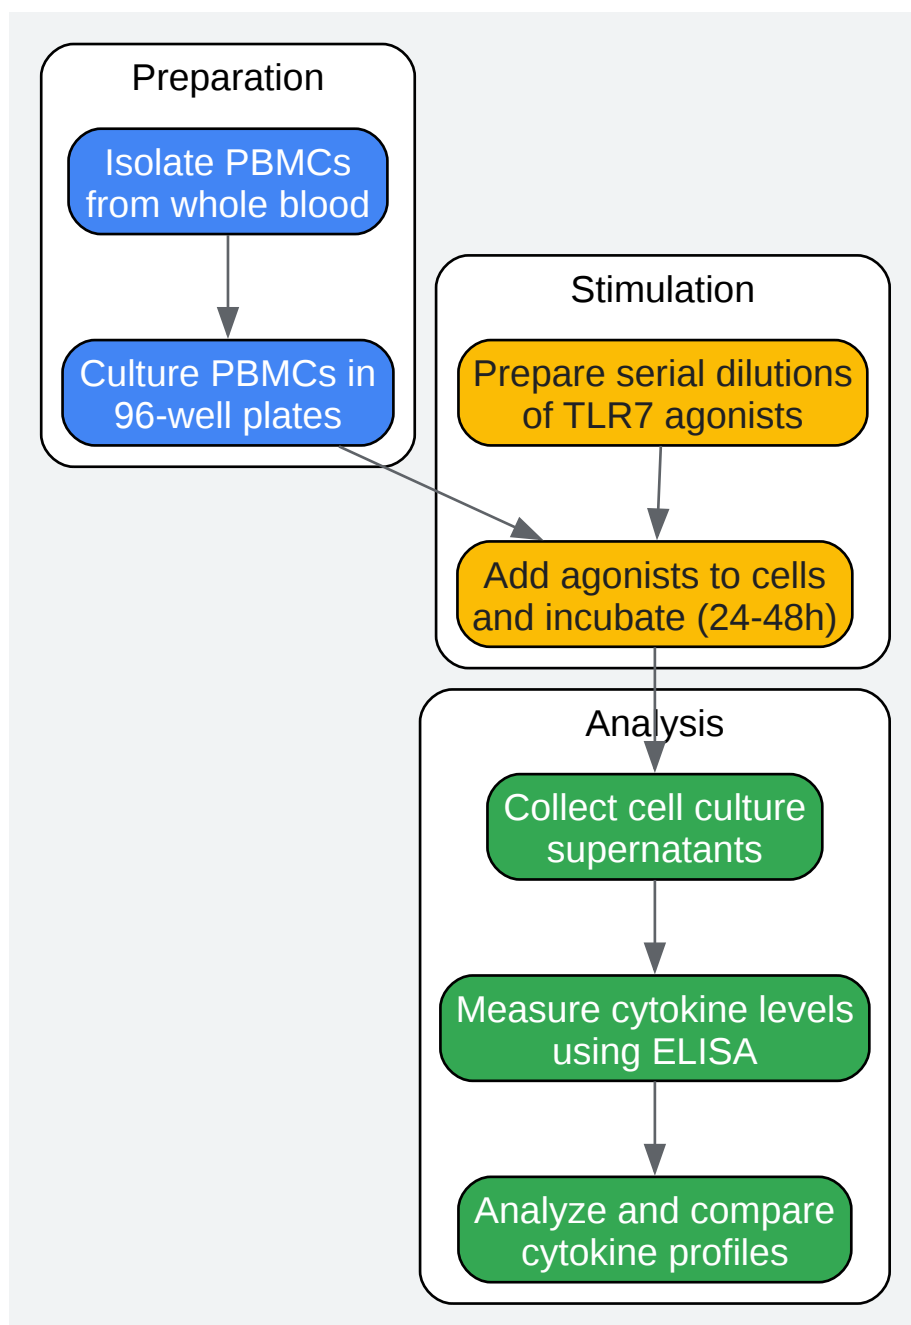 Preparation
Isolate PBMCs
from whole blood
Culture PBMCs in
96-well plates
Stimulation
Prepare serial dilutions
of TLR7 agonists
Add agonists to cells
and incubate (24-48h)
Analysis
Collect cell culture
supernatants
Measure cytokine levels
using ELISA
Analyze and compare
cytokine profiles